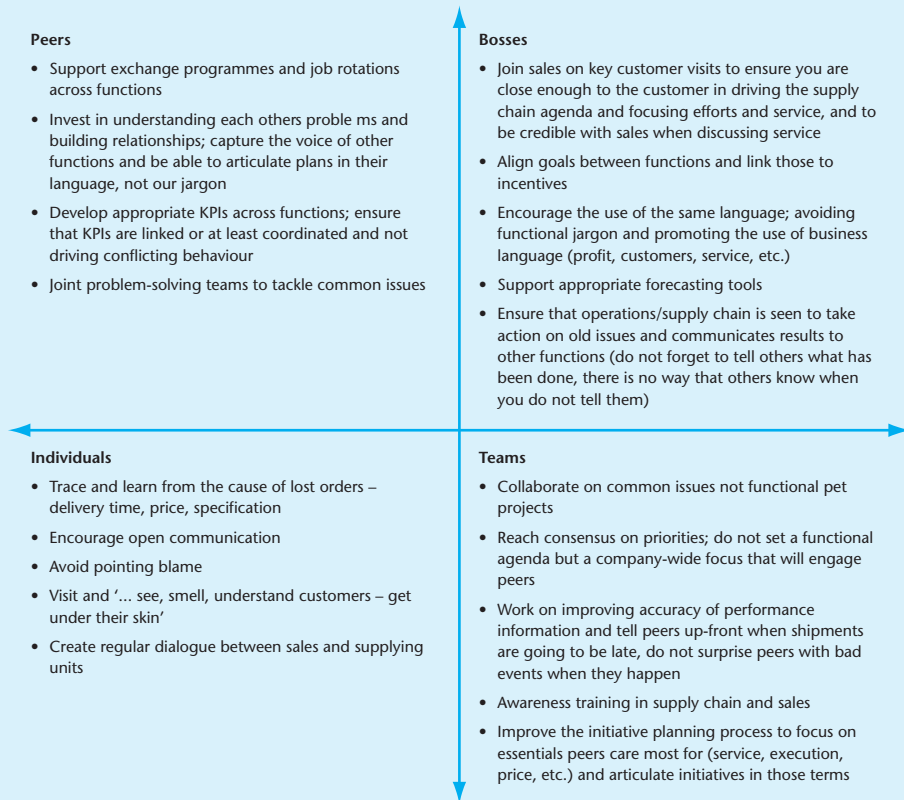 Peers
• Support exchange programmes and job rotations
across functions
• Invest in understanding each others proble ms and
building relationships; capture the voice of other
functions and be able to articulate plans in their
language, not our jargon
• Develop appropriate KPIs across functions; ensure
that KPIs are linked or at least coordinated and not
driving conflicting behaviour
• Joint problem-solving teams to tackle common issues
Bosses
• Join sales on key customer visits to ensure you are
close enough to the customer in driving the supply
chain agenda and focusing efforts and service, and to
be credible with sales when discussing service
• Align goals between functions and link those to
incentives
• Encourage the use of the same language; avoiding
functional jargon and promoting the use of business
language (profit, customers, service, etc.)
• Support appropriate forecasting tools
• Ensure that operations/supply chain is seen to take
action on old issues and communicates results to
other functions (do not forget to tell others what has
been done, there is no way that others know when
you do not tell them)
Individuals
• Trace and learn from the cause of lost orders –
delivery time, price, specification
• Encourage open communication
• Avoid pointing blame
• Visit and ‘... see, smell, understand customers – get
under their skin’
• Create regular dialogue between sales and supplying
units
Teams
• Collaborate on common issues not functional pet
projects
• Reach consensus on priorities; do not set a functional
agenda but a company-wide focus that will engage
peers
• Work on improving accuracy of performance
information and tell peers up-front when shipments
are going to be late, do not surprise peers with bad
events when they happen
• Awareness training in supply chain and sales
• Improve the initiative planning process to focus on
essentials peers care most for (service, execution,
price, etc.) and articulate initiatives in those terms